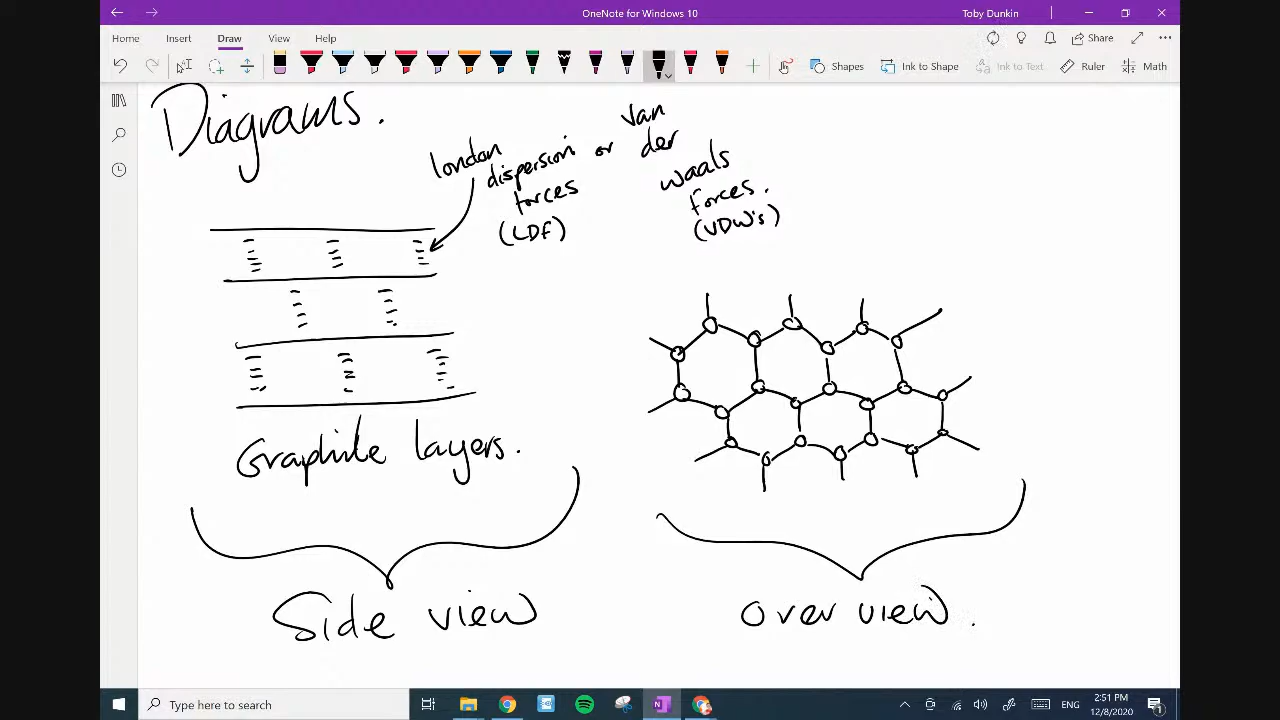 OneNote for Windows 10
Toby Dunkin
Home Insert Draw View Help
Share
Shapes
Ink to Shape
Ink to Text
Ruler
Math
Diagrams.
london
dispersion
forces
(LDF)
or
van
der
waals
forces.
(VDW's)
Graphite layers.
Side view
Over view.
Type here to search
ENG
2:51 PM
12/8/2020
1